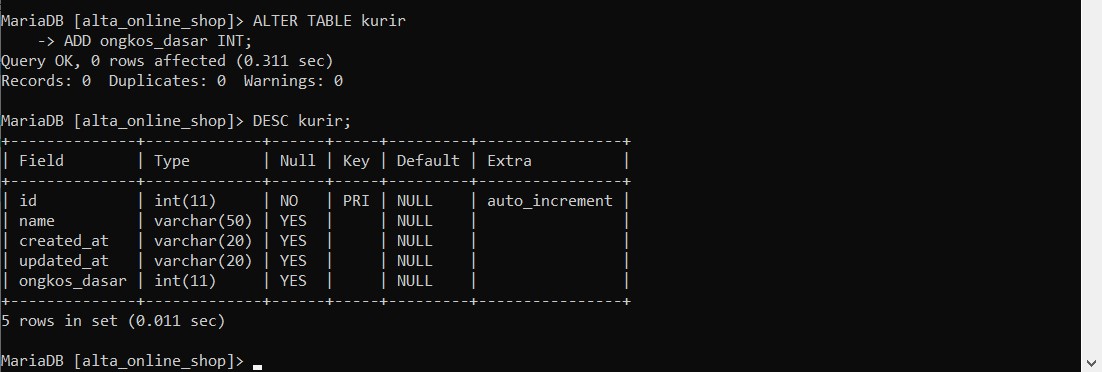 MariaDB [alta_online_shop]> ALTER TABLE kurir
    -> ADD ongkos_dasar INT;
Query OK, 0 rows affected (0.311 sec)
Records: 0  Duplicates: 0  Warnings: 0

MariaDB [alta_online_shop]> DESC kurir;
+--------------+-------------+------+-----+---------+----------------+
| Field        | Type        | Null | Key | Default | Extra          |
+--------------+-------------+------+-----+---------+----------------+
| id           | int(11)     | NO   | PRI | NULL    | auto_increment |
| name         | varchar(50) | YES  |     | NULL    |                |
| created_at   | varchar(20) | YES  |     | NULL    |                |
| updated_at   | varchar(20) | YES  |     | NULL    |                |
| ongkos_dasar | int(11)     | YES  |     | NULL    |                |
+--------------+-------------+------+-----+---------+----------------+
5 rows in set (0.011 sec)

MariaDB [alta_online_shop]>